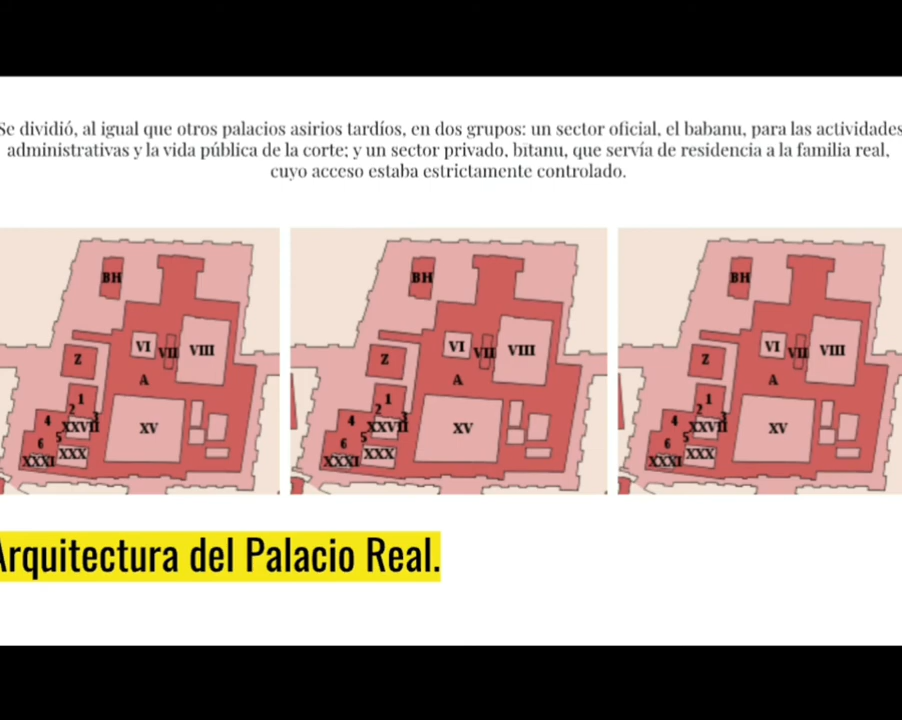 Se dividió, al igual que otros palacios asirios tardíos, en dos grupos: un sector oficial, el babanu, para las actividades
administrativas y la vida pública de la corte; y un sector privado, bitanu, que servía de residencia a la familia real,
cuyo acceso estaba estrictamente controlado.
BH
VI VII VIII
Z
A
1
2 3
4 XXVII XV
5
6 XXX
XXXI
BH
VI VII VIII
Z
A
1
2 3
4 XXVII XV
5
6 XXX
XXXI
BH
VI VII VIII
Z
A
1
2 3
4 XXVII XV
5
6 XXX
XXXI
Arquitectura del Palacio Real.